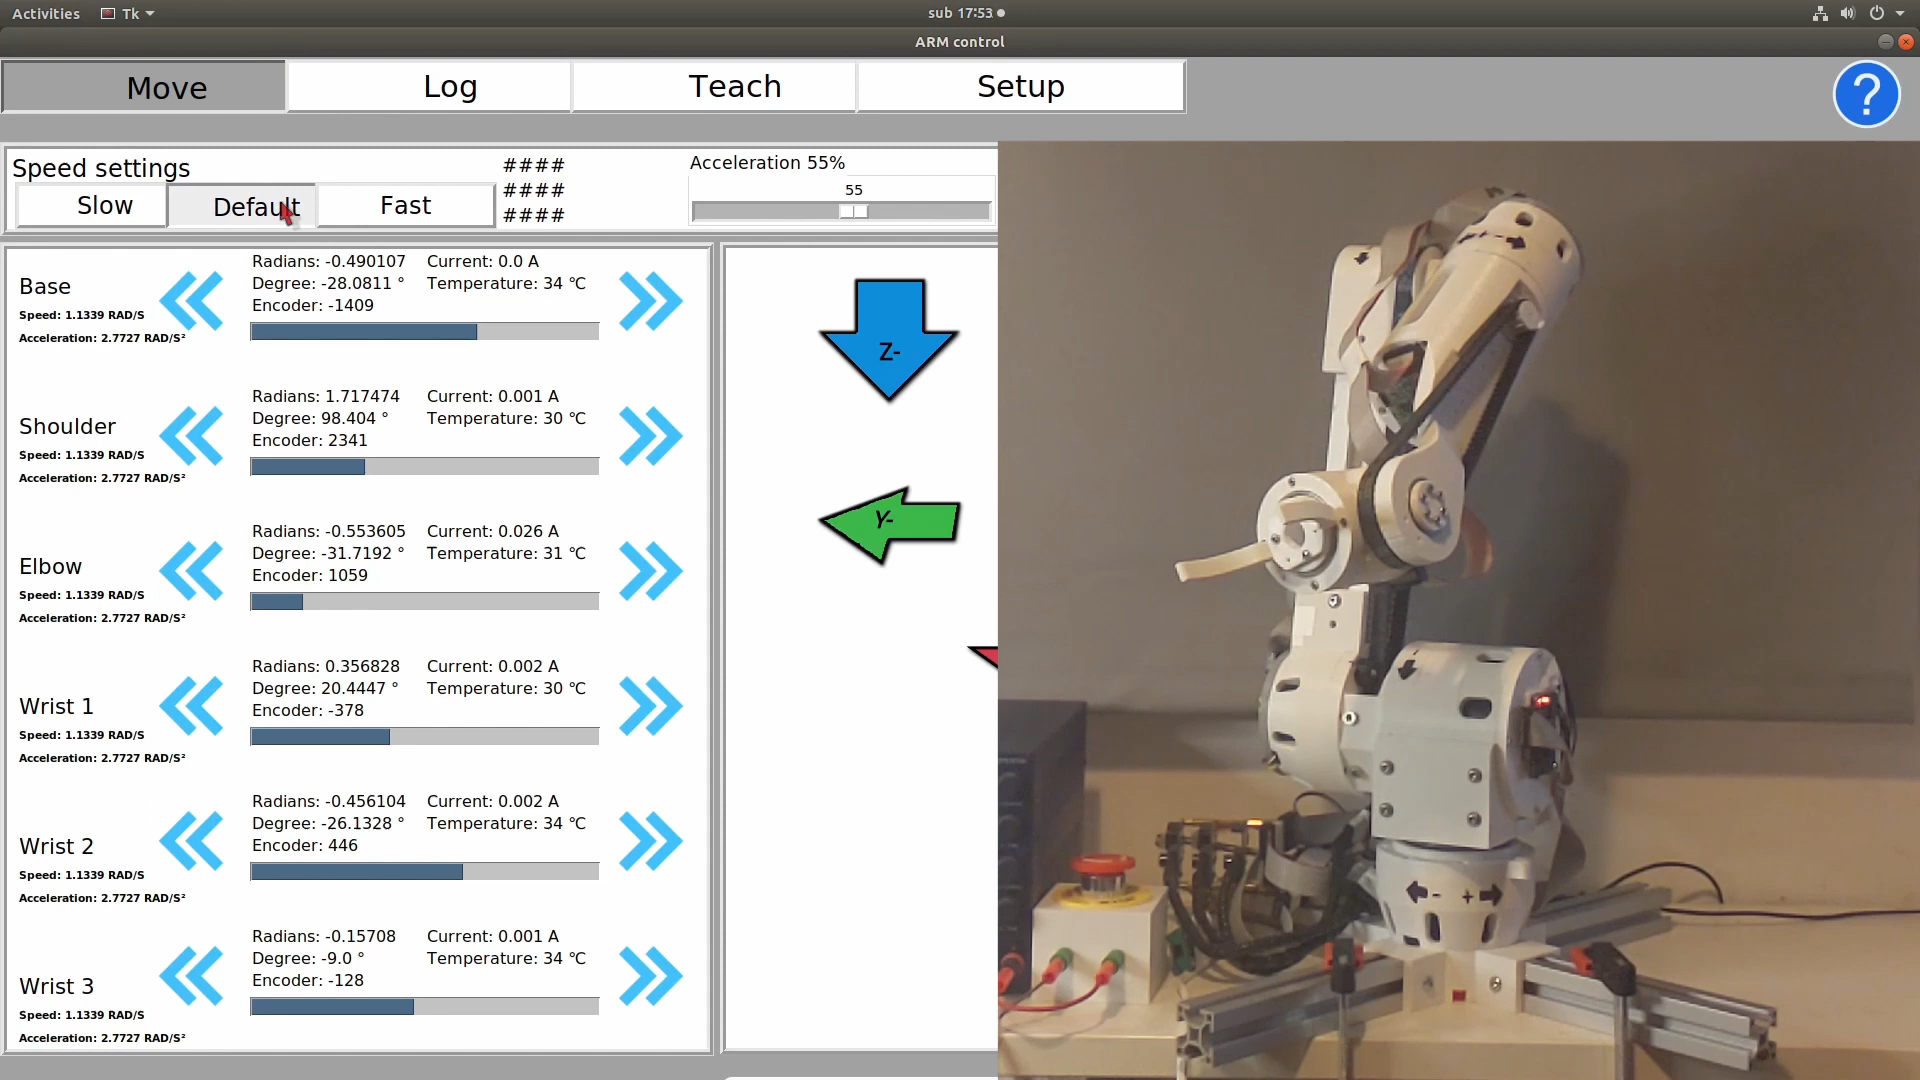 Activities Tk sub 17:53
ARM control
Move Log Teach Setup ?
Speed settings
Slow Default Fast
####
####
####
Acceleration 55%
55
Base
Speed: 1.1339 RAD/S
Acceleration: 2.7727 RAD/S²
Radians: -0.490107 Current: 0.0 A
Degree: -28.0811 ° Temperature: 34 ℃
Encoder: -1409
Shoulder
Speed: 1.1339 RAD/S
Acceleration: 2.7727 RAD/S²
Radians: 1.717474 Current: 0.001 A
Degree: 98.404 ° Temperature: 30 ℃
Encoder: 2341
Elbow
Speed: 1.1339 RAD/S
Acceleration: 2.7727 RAD/S²
Radians: -0.553605 Current: 0.026 A
Degree: -31.7192 ° Temperature: 31 ℃
Encoder: 1059
Wrist 1
Speed: 1.1339 RAD/S
Acceleration: 2.7727 RAD/S²
Radians: 0.356828 Current: 0.002 A
Degree: 20.4447 ° Temperature: 30 ℃
Encoder: -378
Wrist 2
Speed: 1.1339 RAD/S
Acceleration: 2.7727 RAD/S²
Radians: -0.456104 Current: 0.002 A
Degree: -26.1328 ° Temperature: 34 ℃
Encoder: 446
Wrist 3
Speed: 1.1339 RAD/S
Acceleration: 2.7727 RAD/S²
Radians: -0.15708 Current: 0.001 A
Degree: -9.0 ° Temperature: 34 ℃
Encoder: -128
Z-
Y-
- +